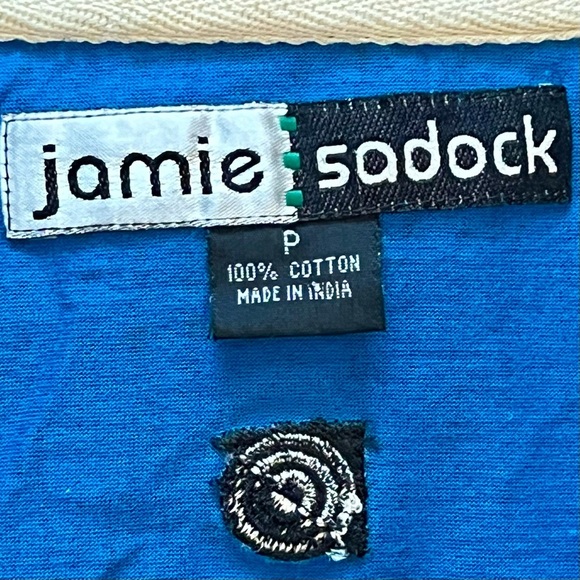 jamie sadock
P
100% COTTON
MADE IN INDIA